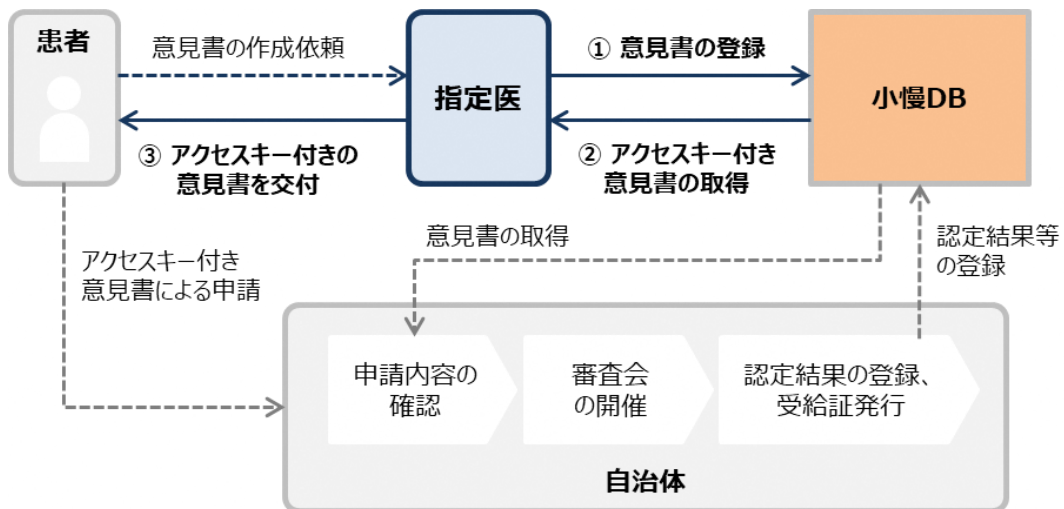 患者
意見書の作成依頼
指定医
① 意見書の登録
小慢DB
③ アクセスキー付きの
意見書を交付
② アクセスキー付き
意見書の取得
アクセスキー付き
意見書による申請
意見書の取得
認定結果等
の登録
申請内容の
確認
審査会
の開催
認定結果の登録、
受給証発行
自治体